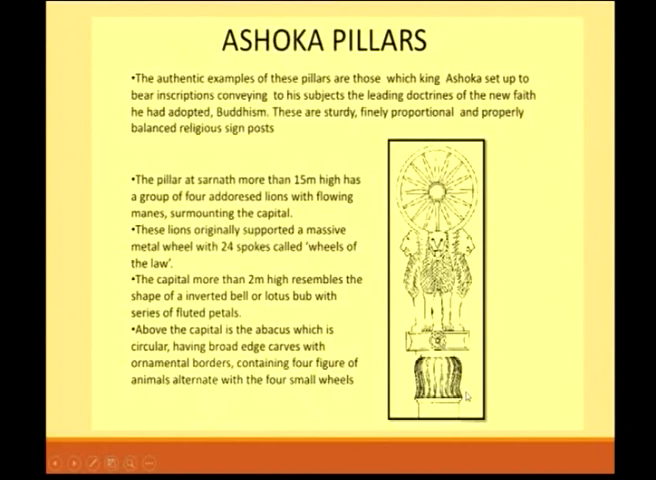 ASHOKA PILLARS
•The authentic examples of these pillars are those which king Ashoka set up to
bear inscriptions conveying to his subjects the leading doctrines of the new faith
he had adopted, Buddhism. These are sturdy, finely proportional and properly
balanced religious sign posts
•The pillar at sarnath more than 15m high has
a group of four addoresed lions with flowing
manes, surmounting the capital.
•These lions originally supported a massive
metal wheel with 24 spokes called 'wheels of
the law'.
•The capital more than 2m high resembles the
shape of a inverted bell or lotus bub with
series of fluted petals.
•Above the capital is the abacus which is
circular, having broad edge carves with
ornamental borders, containing four figure of
animals alternate with the four small wheels